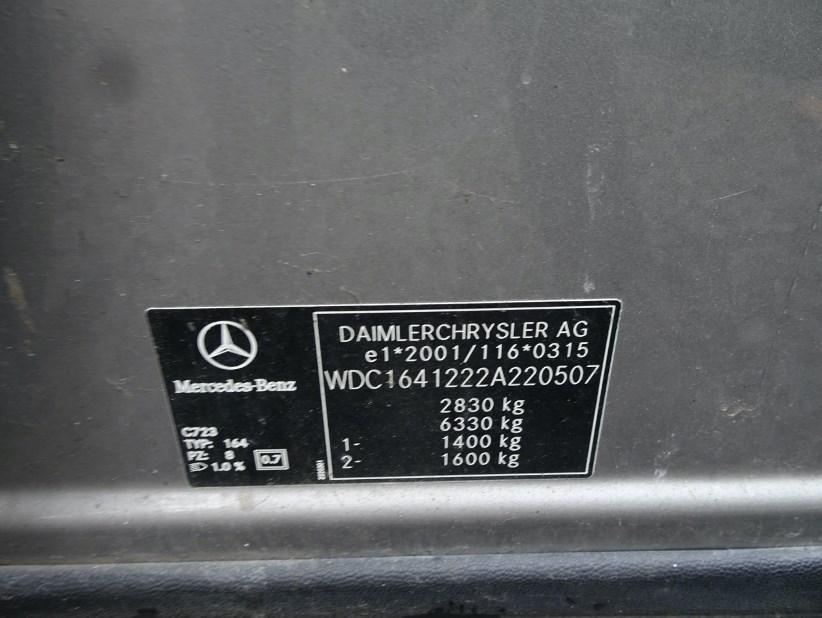 Mercedes-Benz
C723
TYP: 164
PZ: 8
1.0 %
0.7
DAIMLERCHRYSLER AG
e1*2001/116*0315
WDC1641222A220507
2830 kg
6330 kg
1- 1400 kg
2- 1600 kg